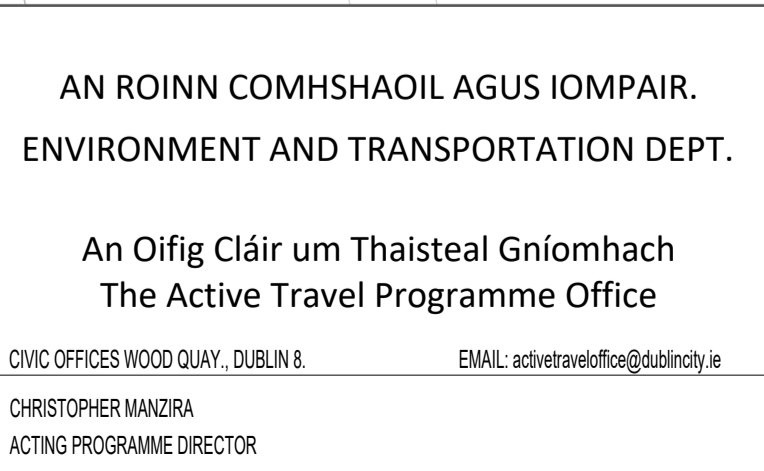 AN ROINN COMHSHAOIL AGUS IOMPAIR.
ENVIRONMENT AND TRANSPORTATION DEPT.
An Oifig Cláir um Thaisteal Gníomhach
The Active Travel Programme Office
CIVIC OFFICES WOOD QUAY., DUBLIN 8. EMAIL: activetraveloffice@dublincity.ie
CHRISTOPHER MANZIRA
ACTING PROGRAMME DIRECTOR